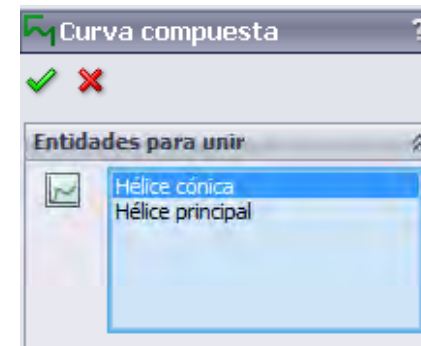 Curva compuesta ?
Entidades para unir
Hélice cónica
Hélice principal